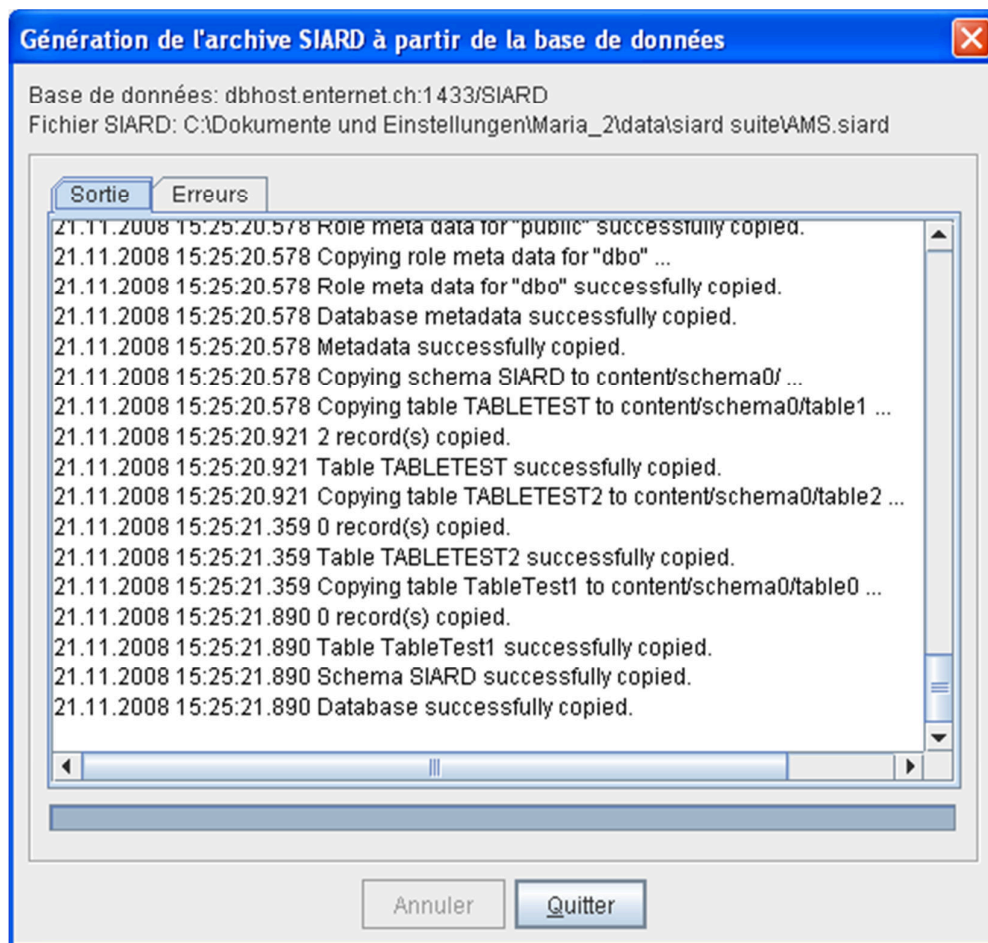 Génération de l'archive SIARD à partir de la base de données
Base de données: dbhost.enternet.ch:1433/SIARD
Fichier SIARD: C:\Dokumente und Einstellungen\Maria_2\data\siard suite\AMS.siard
Sortie Erreurs
21.11.2008 15:25:20.578 Role meta data for "public" successfully copied.
21.11.2008 15:25:20.578 Copying role meta data for "dbo" ...
21.11.2008 15:25:20.578 Role meta data for "dbo" successfully copied.
21.11.2008 15:25:20.578 Database metadata successfully copied.
21.11.2008 15:25:20.578 Metadata successfully copied.
21.11.2008 15:25:20.578 Copying schema SIARD to content/schema0/ ...
21.11.2008 15:25:20.578 Copying table TABLETEST to content/schema0/table1 ...
21.11.2008 15:25:20.921 2 record(s) copied.
21.11.2008 15:25:20.921 Table TABLETEST successfully copied.
21.11.2008 15:25:20.921 Copying table TABLETEST2 to content/schema0/table2 ...
21.11.2008 15:25:21.359 0 record(s) copied.
21.11.2008 15:25:21.359 Table TABLETEST2 successfully copied.
21.11.2008 15:25:21.359 Copying table TableTest1 to content/schema0/table0 ...
21.11.2008 15:25:21.890 0 record(s) copied.
21.11.2008 15:25:21.890 Table TableTest1 successfully copied.
21.11.2008 15:25:21.890 Schema SIARD successfully copied.
21.11.2008 15:25:21.890 Database successfully copied.
Annuler Quitter